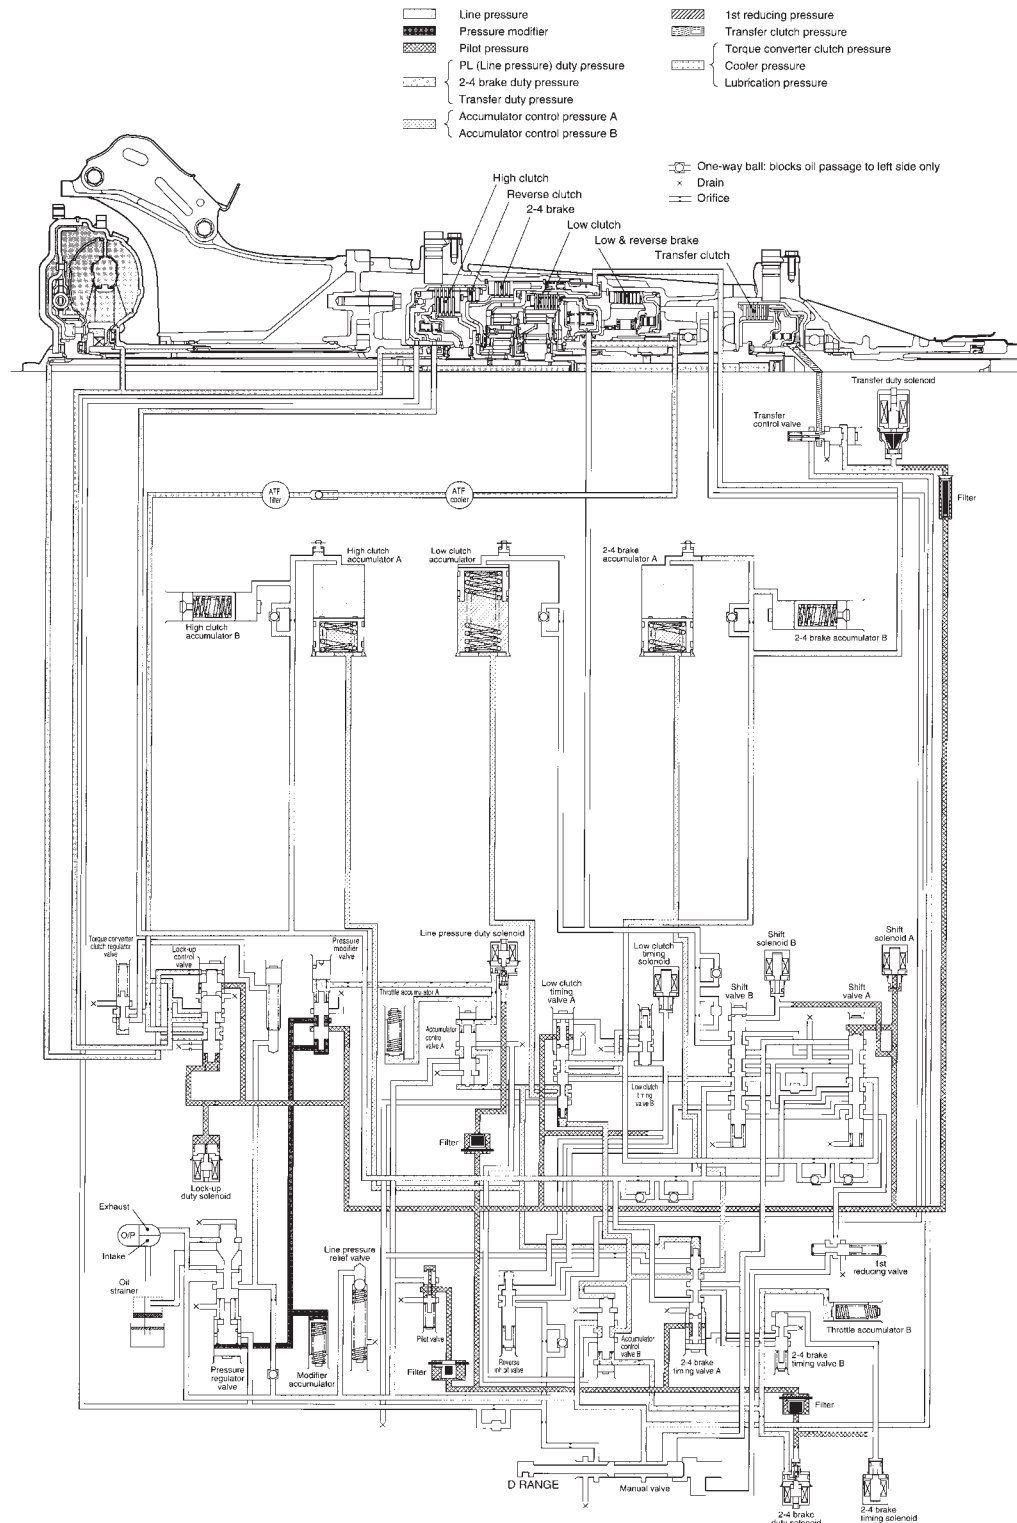 Line pressure
Pressure modifier
Pilot pressure
PL (Line pressure) duty pressure
2-4 brake duty pressure
Transfer duty pressure
Accumulator control pressure A
Accumulator control pressure B
1st reducing pressure
Transfer clutch pressure
Torque converter clutch pressure
Cooler pressure
Lubrication pressure
One-way ball: blocks oil passage to left side only
× Drain
Orifice
High clutch
Reverse clutch
2-4 brake
Low clutch
Low & reverse brake
Transfer clutch
Transfer duty solenoid
Transfer
control valve
ATF
filter
ATF
cooler
Filter
High clutch
accumulator A
Low clutch
accumulator
2-4 brake
accumulator A
High clutch
accumulator B
2-4 brake accumulator B
Torque converter
clutch regulator
valve
Lock-up
control
valve
Pressure
modifier
valve
Line pressure duty solenoid
Low clutch
timing
solenoid
Shift
solenoid B
Shift
solenoid A
Throttle accumulator A
Low clutch
timing
valve A
Shift
valve B
Shift
valve A
Accumulator
control
valve A
Low clutch
timing
valve B
Filter
Lock-up
duty solenoid
Exhaust
O/P
Intake
Oil
strainer
Line pressure
relief valve
1st
reducing valve
Pilot valve
Throttle accumulator B
Filter
Reverse
inhibit valve
Accumulator
control
valve B
2-4 brake
timing valve A
2-4 brake
timing valve B
Pressure
regulator
valve
Modifier
accumulator
Filter
D RANGE
Manual valve
2-4 brake
duty solenoid
2-4 brake
timing solenoid